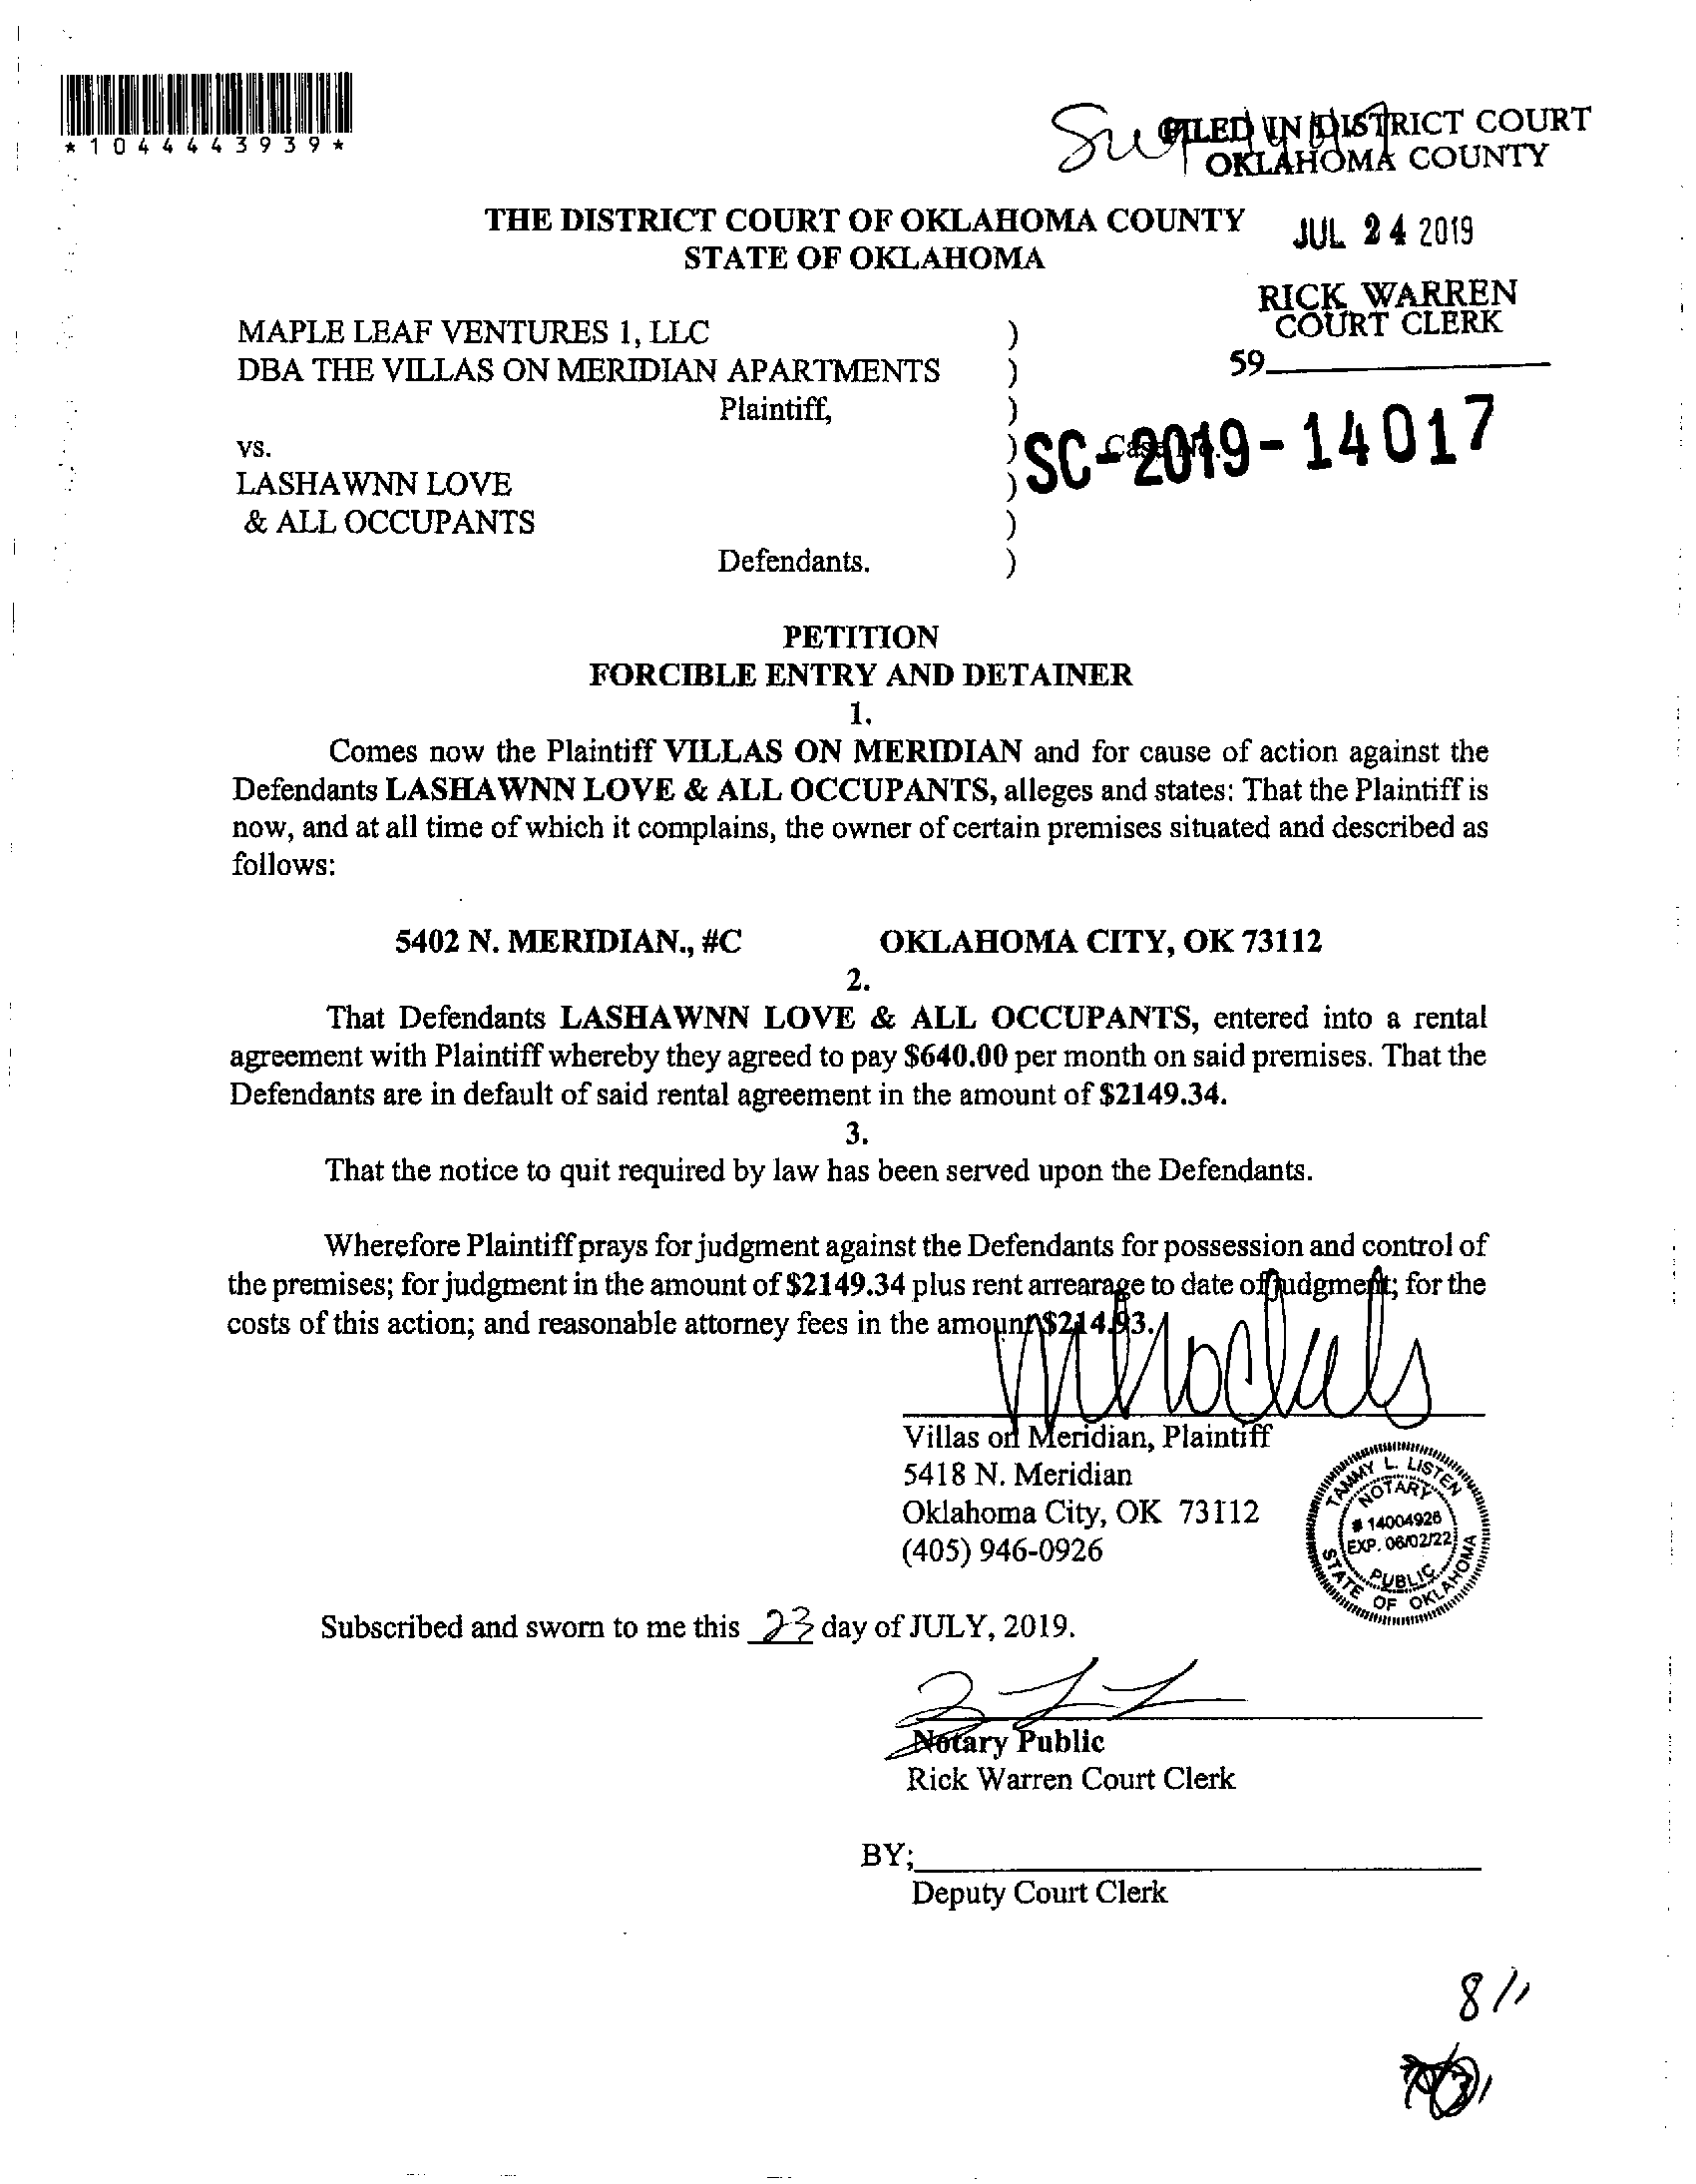 *1044443939*
FILED IN DISTRICT COURT
OKLAHOMA COUNTY
JUL 24 2019
RICK WARREN
COURT CLERK
59
THE DISTRICT COURT OF OKLAHOMA COUNTY
STATE OF OKLAHOMA
MAPLE LEAF VENTURES 1, LLC )
DBA THE VILLAS ON MERIDIAN APARTMENTS )
Plaintiff, )
vs. ) Case No.
SC-2019-14017
LASHAWNN LOVE )
& ALL OCCUPANTS )
Defendants. )
PETITION
FORCIBLE ENTRY AND DETAINER
1.
Comes now the Plaintiff VILLAS ON MERIDIAN and for cause of action against the
Defendants LASHAWNN LOVE & ALL OCCUPANTS, alleges and states: That the Plaintiff is
now, and at all time of which it complains, the owner of certain premises situated and described as
follows:
5402 N. MERIDIAN., #C OKLAHOMA CITY, OK 73112
2.
That Defendants LASHAWNN LOVE & ALL OCCUPANTS, entered into a rental
agreement with Plaintiff whereby they agreed to pay $640.00 per month on said premises. That the
Defendants are in default of said rental agreement in the amount of $2149.34.
3.
That the notice to quit required by law has been served upon the Defendants.
Wherefore Plaintiff prays for judgment against the Defendants for possession and control of
the premises; for judgment in the amount of $2149.34 plus rent arrearage to date of judgment; for the
costs of this action; and reasonable attorney fees in the amount $214.93.
Villas on Meridian, Plaintiff
5418 N. Meridian
Oklahoma City, OK 73112
(405) 946-0926
TAMMY L. LISTEN
NOTARY
# 14004926
EXP. 06/02/22
PUBLIC
STATE OF OKLAHOMA
Subscribed and sworn to me this 23 day of JULY, 2019.
Notary Public
Rick Warren Court Clerk
BY;
Deputy Court Clerk
8/1